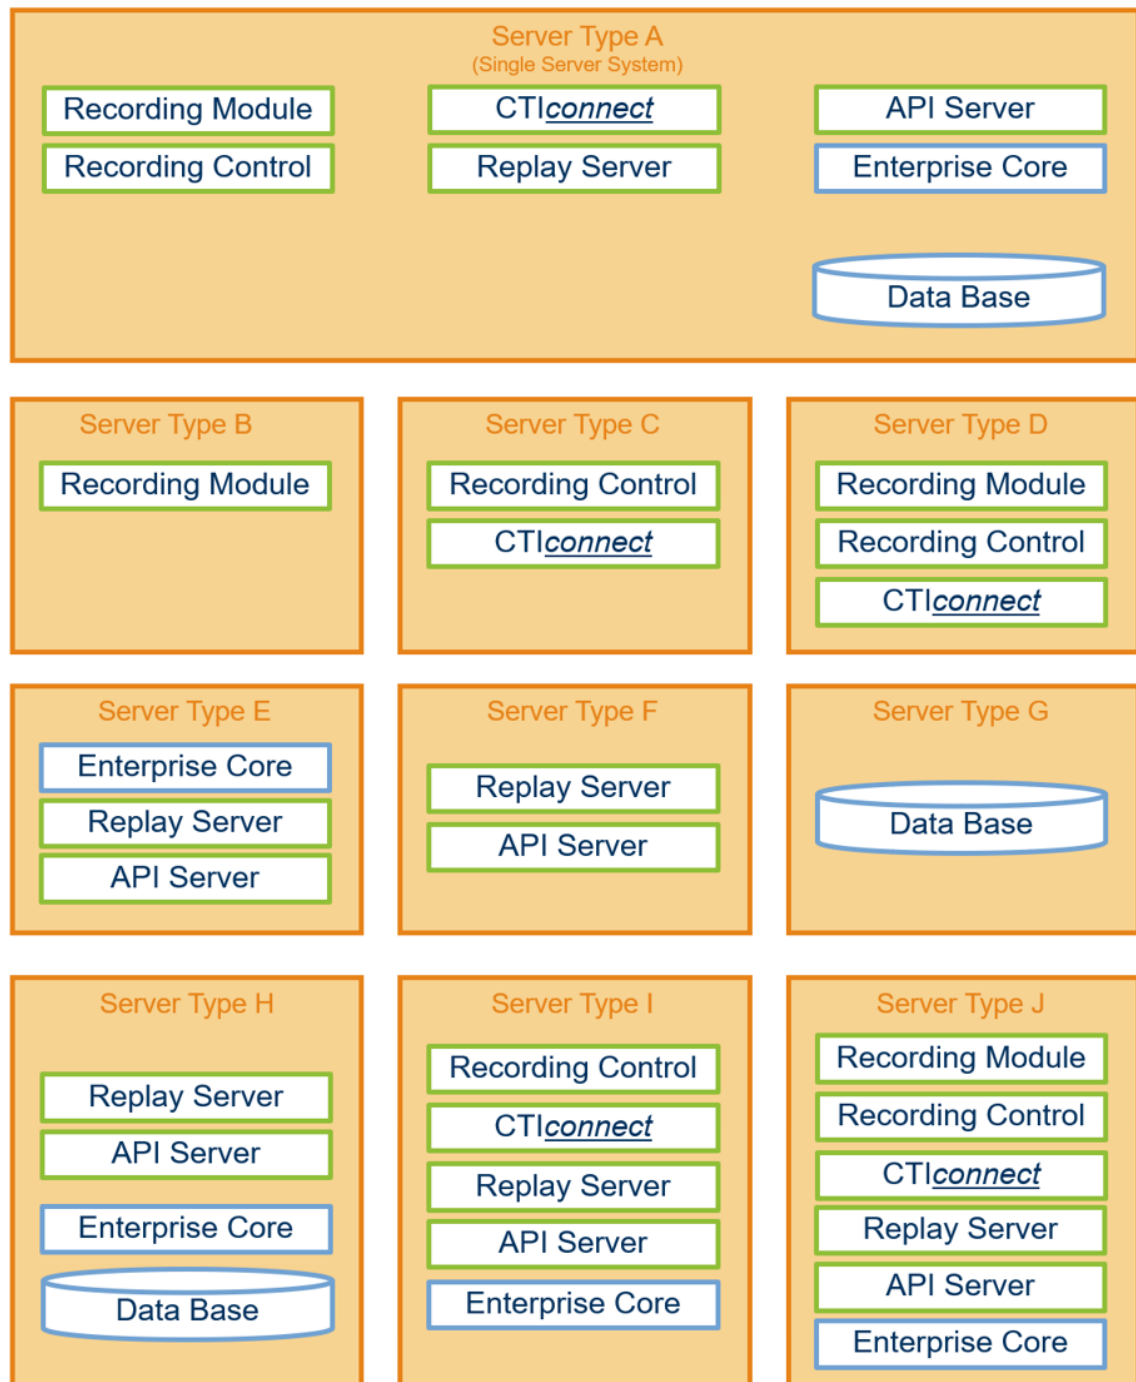 Server Type A
(Single Server System)
Recording Module
CTIconnect
API Server
Recording Control
Replay Server
Enterprise Core
Data Base
Server Type B
Recording Module
Server Type C
Recording Control
CTIconnect
Server Type D
Recording Module
Recording Control
CTIconnect
Server Type E
Enterprise Core
Replay Server
API Server
Server Type F
Replay Server
API Server
Server Type G
Data Base
Server Type H
Replay Server
API Server
Enterprise Core
Data Base
Server Type I
Recording Control
CTIconnect
Replay Server
API Server
Enterprise Core
Server Type J
Recording Module
Recording Control
CTIconnect
Replay Server
API Server
Enterprise Core